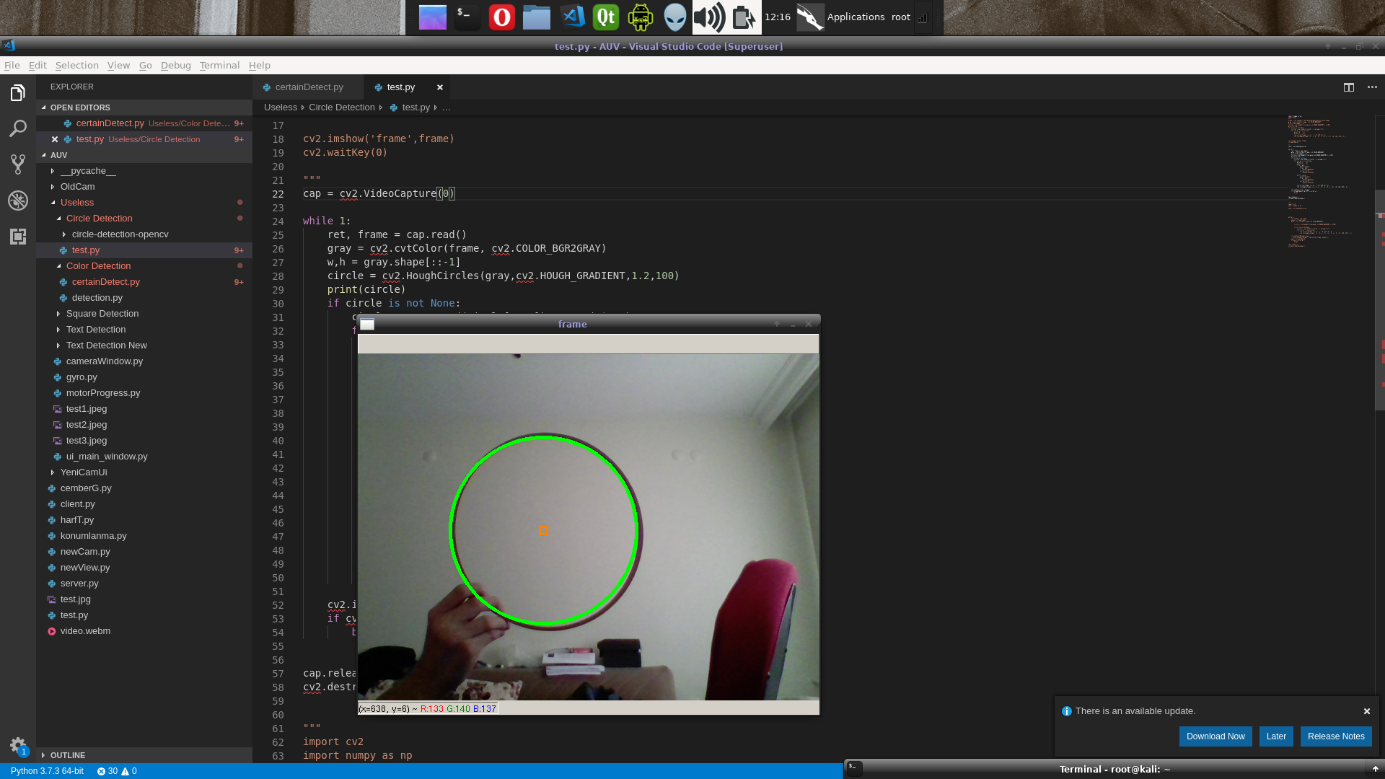 12:16 Applications root
test.py - AUV - Visual Studio Code [Superuser]
File Edit Selection View Go Debug Terminal Help
EXPLORER
OPEN EDITORS
certainDetect.py Useless/Color Dete... 9+
test.py Useless/Circle Detection 9+
AUV
__pycache__
OldCam
Useless
Circle Detection
circle-detection-opencv
test.py 9+
Color Detection
certainDetect.py 9+
detection.py
Square Detection
Text Detection
Text Detection New
cameraWindow.py
gyro.py
motorProgress.py
test1.jpeg
test2.jpeg
test3.jpeg
ui_main_window.py
YeniCamUi
cemberG.py
client.py
harfT.py
konumlanma.py
newCam.py
newView.py
server.py
test.jpg
test.py
video.webm
OUTLINE
certainDetect.py test.py
Useless Circle Detection test.py ...
17
18 cv2.imshow('frame',frame)
19 cv2.waitKey(0)
20
21 """
22 cap = cv2.VideoCapture(0)
23
24 while 1:
25 ret, frame = cap.read()
26 gray = cv2.cvtColor(frame, cv2.COLOR_BGR2GRAY)
27 w,h = gray.shape[::-1]
28 circle = cv2.HoughCircles(gray,cv2.HOUGH_GRADIENT,1.2,100)
29 print(circle)
30 if circle is not None:
31
32 f
33
34
35
36
37
38
39
40
41
42
43
44
45
46
47
48
49
50
51
52 cv2.i
53 if cv
54 b
55
56
57 cap.relea
58 cv2.destr
59
60
61 """
62 import cv2
63 import numpy as np
frame
(x=638, y=6) ~ R:133 G:140 B:137
There is an available update.
Download Now Later Release Notes
1
Python 3.7.3 64-bit 30 0
Terminal - root@kali: ~